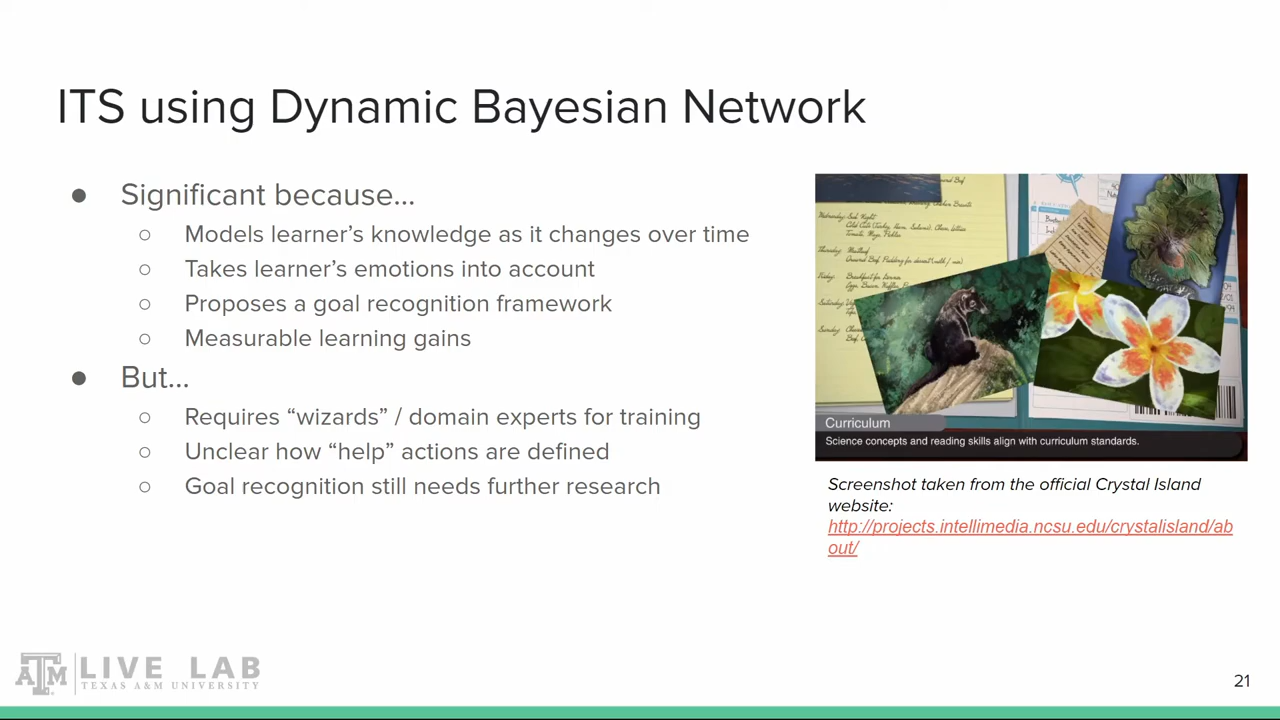 ITS using Dynamic Bayesian Network
● Significant because...
○ Models learner's knowledge as it changes over time
○ Takes learner's emotions into account
○ Proposes a goal recognition framework
○ Measurable learning gains
● But...
○ Requires “wizards” / domain experts for training
○ Unclear how “help” actions are defined
○ Goal recognition still needs further research
Curriculum
Science concepts and reading skills align with curriculum standards.
Screenshot taken from the official Crystal Island
website:
http://projects.intellimedia.ncsu.edu/crystalisland/ab
out/
ATM LIVE LAB
TEXAS A&M UNIVERSITY
21